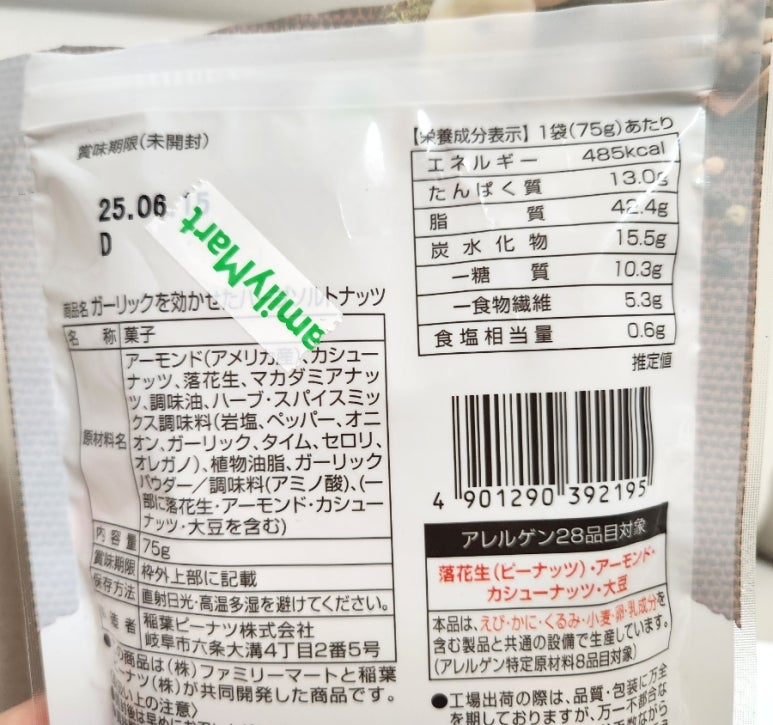 賞味期限(未開封)
25.06
D
FamilyMart
商品名 ガーリックを効かせた ソルトナッツ
名称 菓子
原材料名
アーモンド(アメリカ産)、カシュー
ナッツ、落花生、マカダミアナッ
ツ、調味油、ハーブ・スパイスミッ
クス調味料(岩塩、ペッパー、オニ
オン、ガーリック、タイム、セロリ、
オレガノ)、植物油脂、ガーリック
パウダー/調味料(アミノ酸)、(一
部に落花生・アーモンド・カシュー
ナッツ・大豆を含む)
内容量 75g
賞味期限 枠外上部に記載
保存方法 直射日光・高温多湿を避けてください。
製造者 稲葉ピーナツ株式会社
岐阜市六条大溝4丁目2番5号
●この商品は(株)ファミリーマートと稲葉
ピーナツ(株)が共同開発した商品です。
扱い上の注意〉
【栄養成分表示】1袋(75g)あたり
エネルギー 485kcal
たんぱく質 13.0g
脂質 42.4g
炭水化物 15.5g
ー糖質 10.3g
ー食物繊維 5.3g
食塩相当量 0.6g
推定値
4 901290 392195
アレルゲン28品目対象
落花生(ピーナッツ)・アーモンド・
カシューナッツ・大豆
本品は、えび・かに・くるみ・小麦・卵・乳成分を
含む製品と共通の設備で生産しています。
(アレルゲン特定原材料8品目対象)
●工場出荷の際は、品質・包装に万全
を期しておりますが、万一不都合な